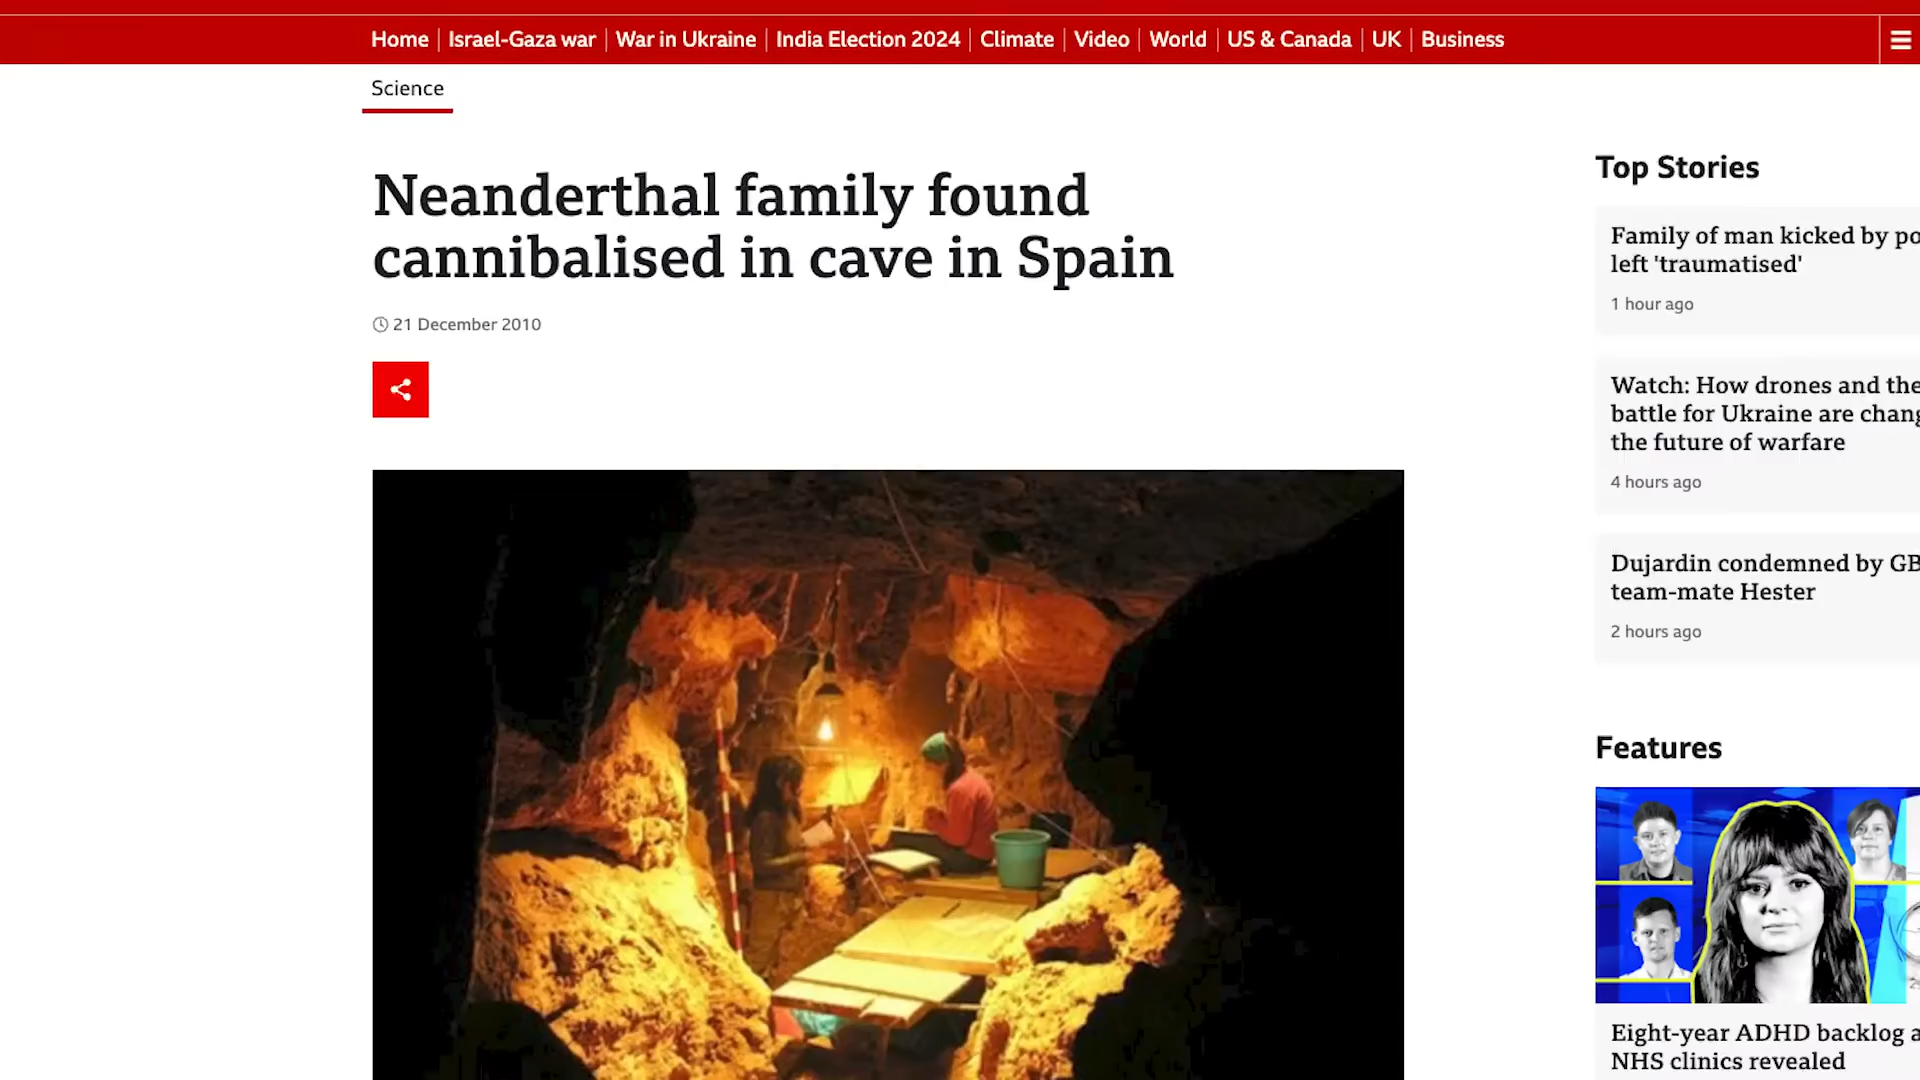 Home
Israel-Gaza war
War in Ukraine
India Election 2024
Climate
Video
World
US & Canada
UK
Business
Science
Neanderthal family found
cannibalised in cave in Spain
21 December 2010
Top Stories
Family of man kicked by
left 'traumatised'
1 hour ago
Watch: How drones and the
battle for Ukraine are
the future of warfare
4 hours ago
Dujardin condemned by GB
team-mate Hester
2 hours ago
Features
Eight-year ADHD backlog
NHS clinics revealed